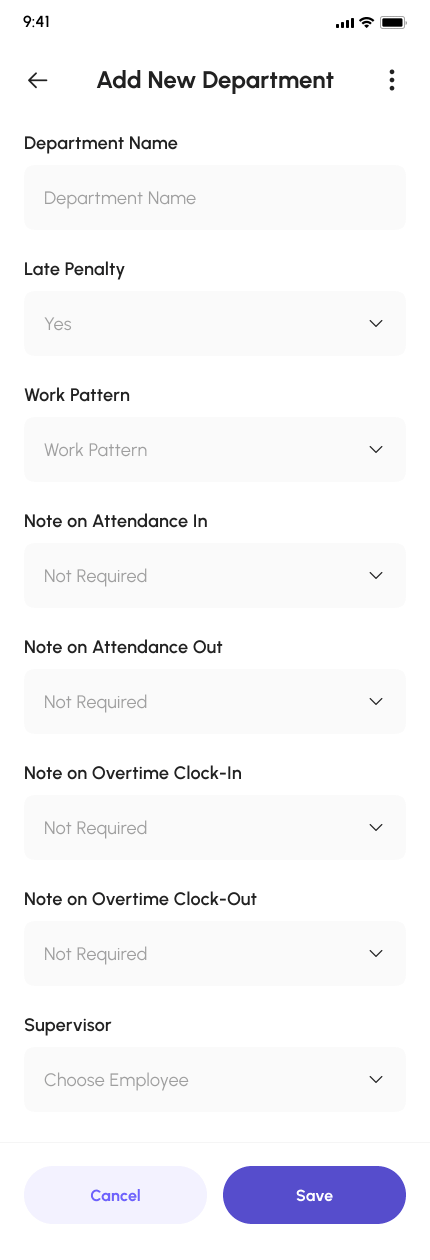 9:41
Add New Department
Department Name
Department Name
Late Penalty
Yes
Work Pattern
Work Pattern
Note on Attendance In
Not Required
Note on Attendance Out
Not Required
Note on Overtime Clock-In
Not Required
Note on Overtime Clock-Out
Not Required
Supervisor
Choose Employee
Cancel Save